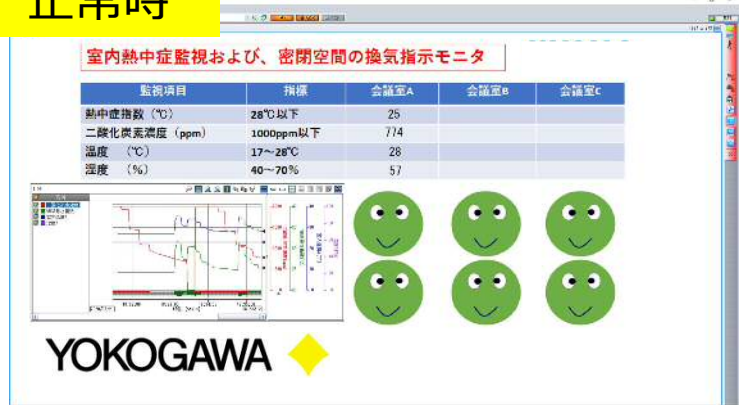 正常時
室内熱中症監視および、密閉空間の換気指示モニタ
監視項目 指標 会議室A 会議室B 会議室C
熱中症指数（℃） 28℃以下 25
二酸化炭素濃度（ppm） 1000ppm以下 774
温度 （℃） 17～28℃ 28
湿度 （%） 40～70% 57
YOKOGAWA